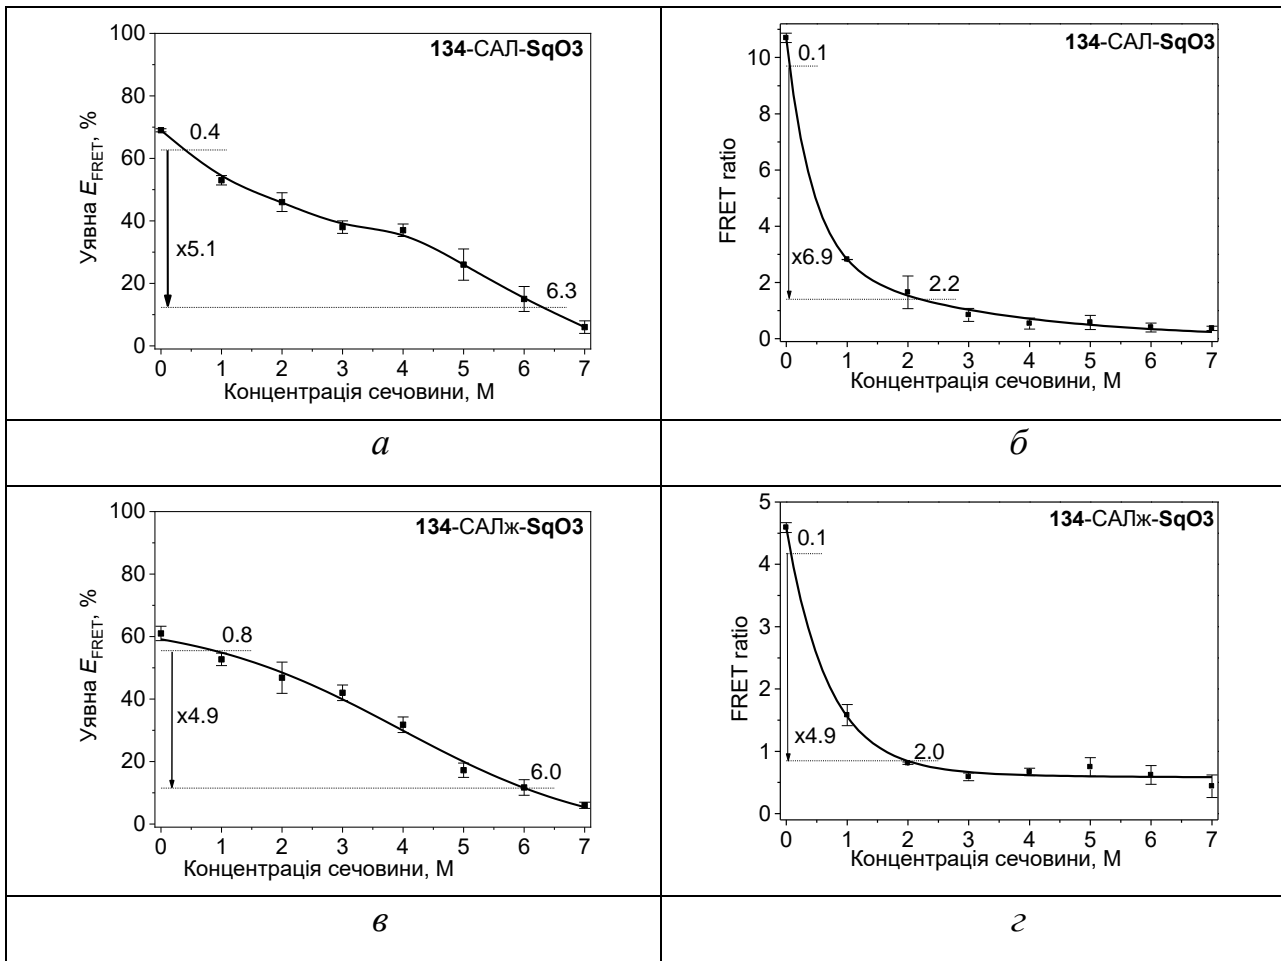 134-САЛ-SqO3
100
80
60
40
20
0
0.4
x5.1
6.3
0 1 2 3 4 5 6 7
Уявна EFRET, %
Концентрація сечовини, М
134-САЛ-SqO3
10
8
6
4
2
0
0.1
x6.9
2.2
0 1 2 3 4 5 6 7
FRET ratio
Концентрація сечовини, М
а
б
134-САЛж-SqO3
100
80
60
40
20
0
0.8
x4.9
6.0
0 1 2 3 4 5 6 7
Уявна EFRET, %
Концентрація сечовини, М
134-САЛж-SqO3
5
4
3
2
1
0
0.1
x4.9
2.0
0 1 2 3 4 5 6 7
FRET ratio
Концентрація сечовини, М
в
г